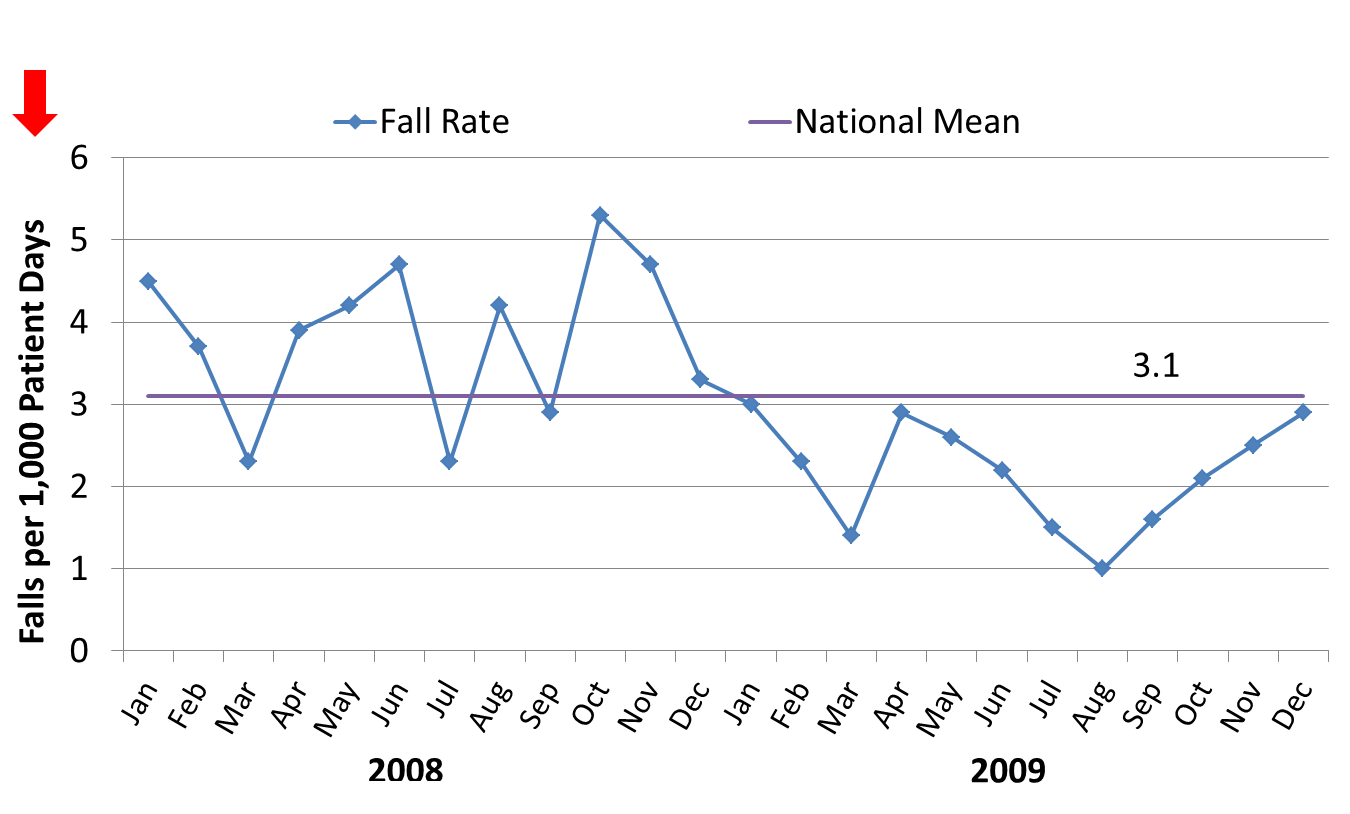 Fall Rate
National Mean
6
5
4
3
2
1
0
Falls per 1,000 Patient Days
3.1
Jan
Feb
Mar
Apr
May
Jun
Jul
Aug
Sep
Oct
Nov
Dec
Jan
Feb
Mar
Apr
May
Jun
Jul
Aug
Sep
Oct
Nov
Dec
2008
2009